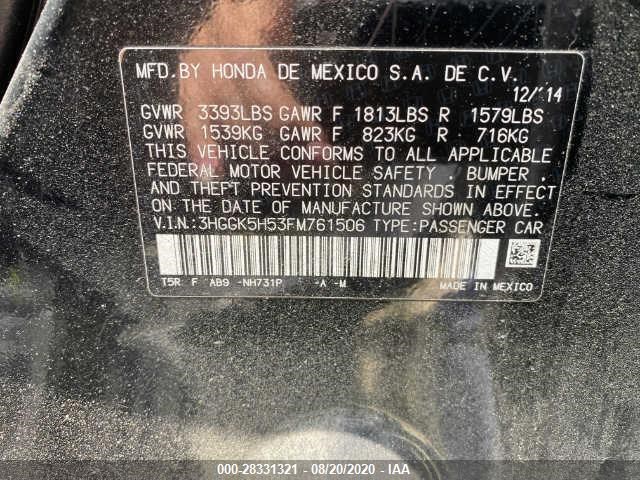 MFD. BY HONDA DE MEXICO S.A. DE C.V.
12/'14
GVWR 3393LBS GAWR F 1813LBS R 1579LBS
GVWR 1539KG GAWR F 823KG R 716KG
THIS VEHICLE CONFORMS TO ALL APPLICABLE
FEDERAL MOTOR VEHICLE SAFETY . BUMPER .
AND THEFT PREVENTION STANDARDS IN EFFECT
ON THE DATE OF MANUFACTURE SHOWN ABOVE.
V.I.N.:3HGGK5H53FM761506 TYPE:PASSENGER CAR
T5R F AB9 -NH731P -A -M MADE IN MEXICO
000-28331321 | 08/20/2020 | IAA